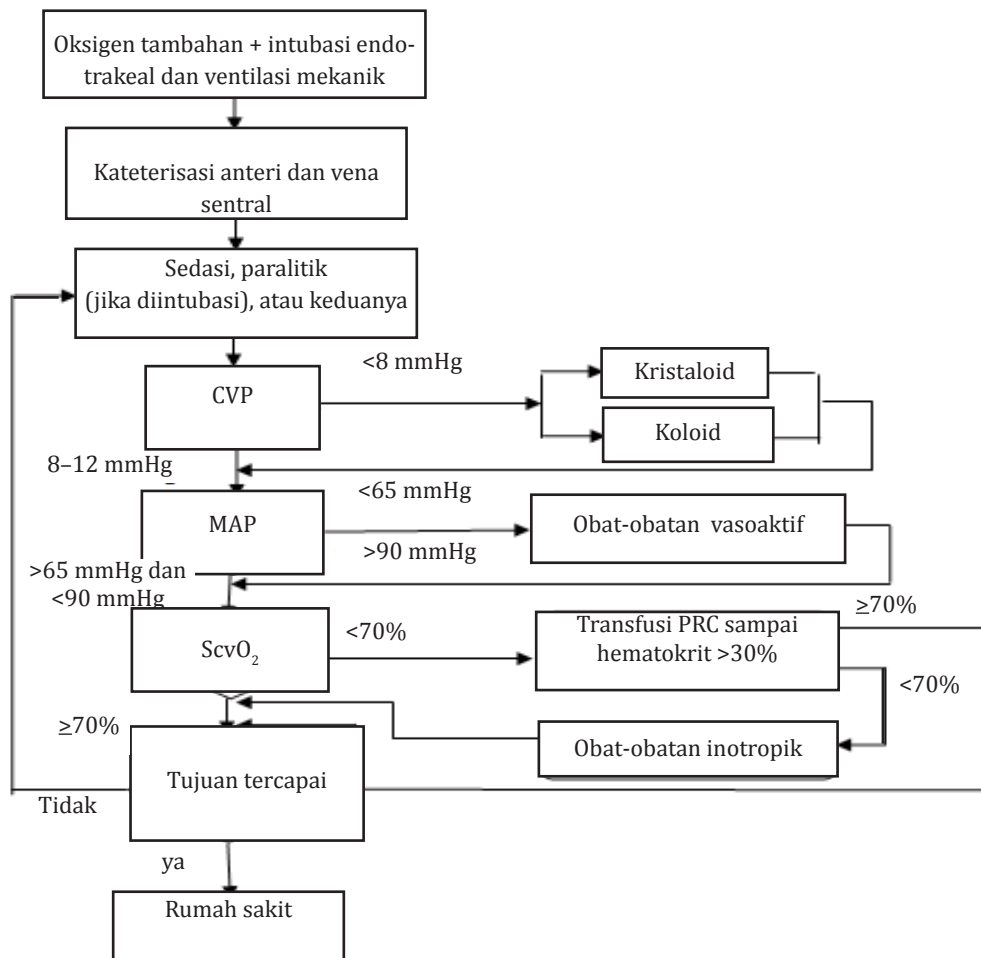 Oksigen tambahan + intubasi endo-
trakeal dan ventilasi mekanik
Kateterisasi anteri dan vena
sentral
Sedasi, paralitik
(jika diintubasi), atau keduanya
<8 mmHg
CVP
Kristaloid
Koloid
8–12 mmHg
<65 mmHg
MAP
Obat-obatan vasoaktif
>90 mmHg
>65 mmHg dan
<90 mmHg
ScvO₂
<70%
Transfusi PRC sampai
hematokrit >30%
≥70%
<70%
≥70%
Obat-obatan inotropik
Tujuan tercapai
Tidak
ya
Rumah sakit